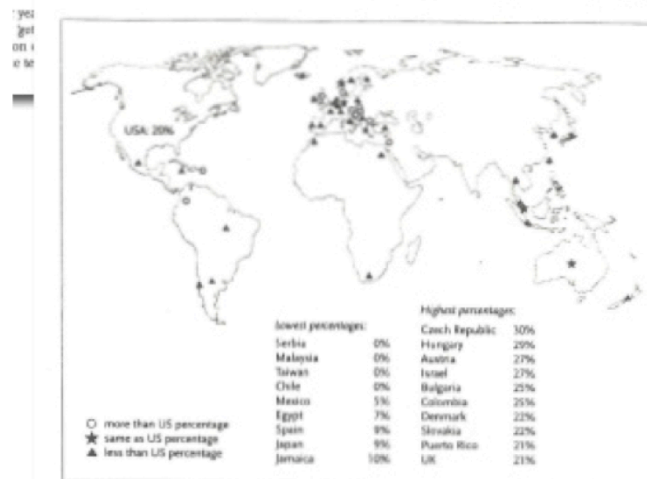 USA: 20%
lowest percentages:
Serbia 0%
Malaysia 0%
Taiwan 0%
Chile 0%
Mexico 5%
Egypt 7%
Spain 8%
Japan 9%
Jamaica 10%
Highest percentages:
Czech Republic 30%
Hungary 29%
Austria 27%
Israel 27%
Bulgaria 25%
Colombia 25%
Denmark 22%
Slovakia 22%
Puerto Rico 21%
UK 21%
more than US percentage
same as US percentage
less than US percentage